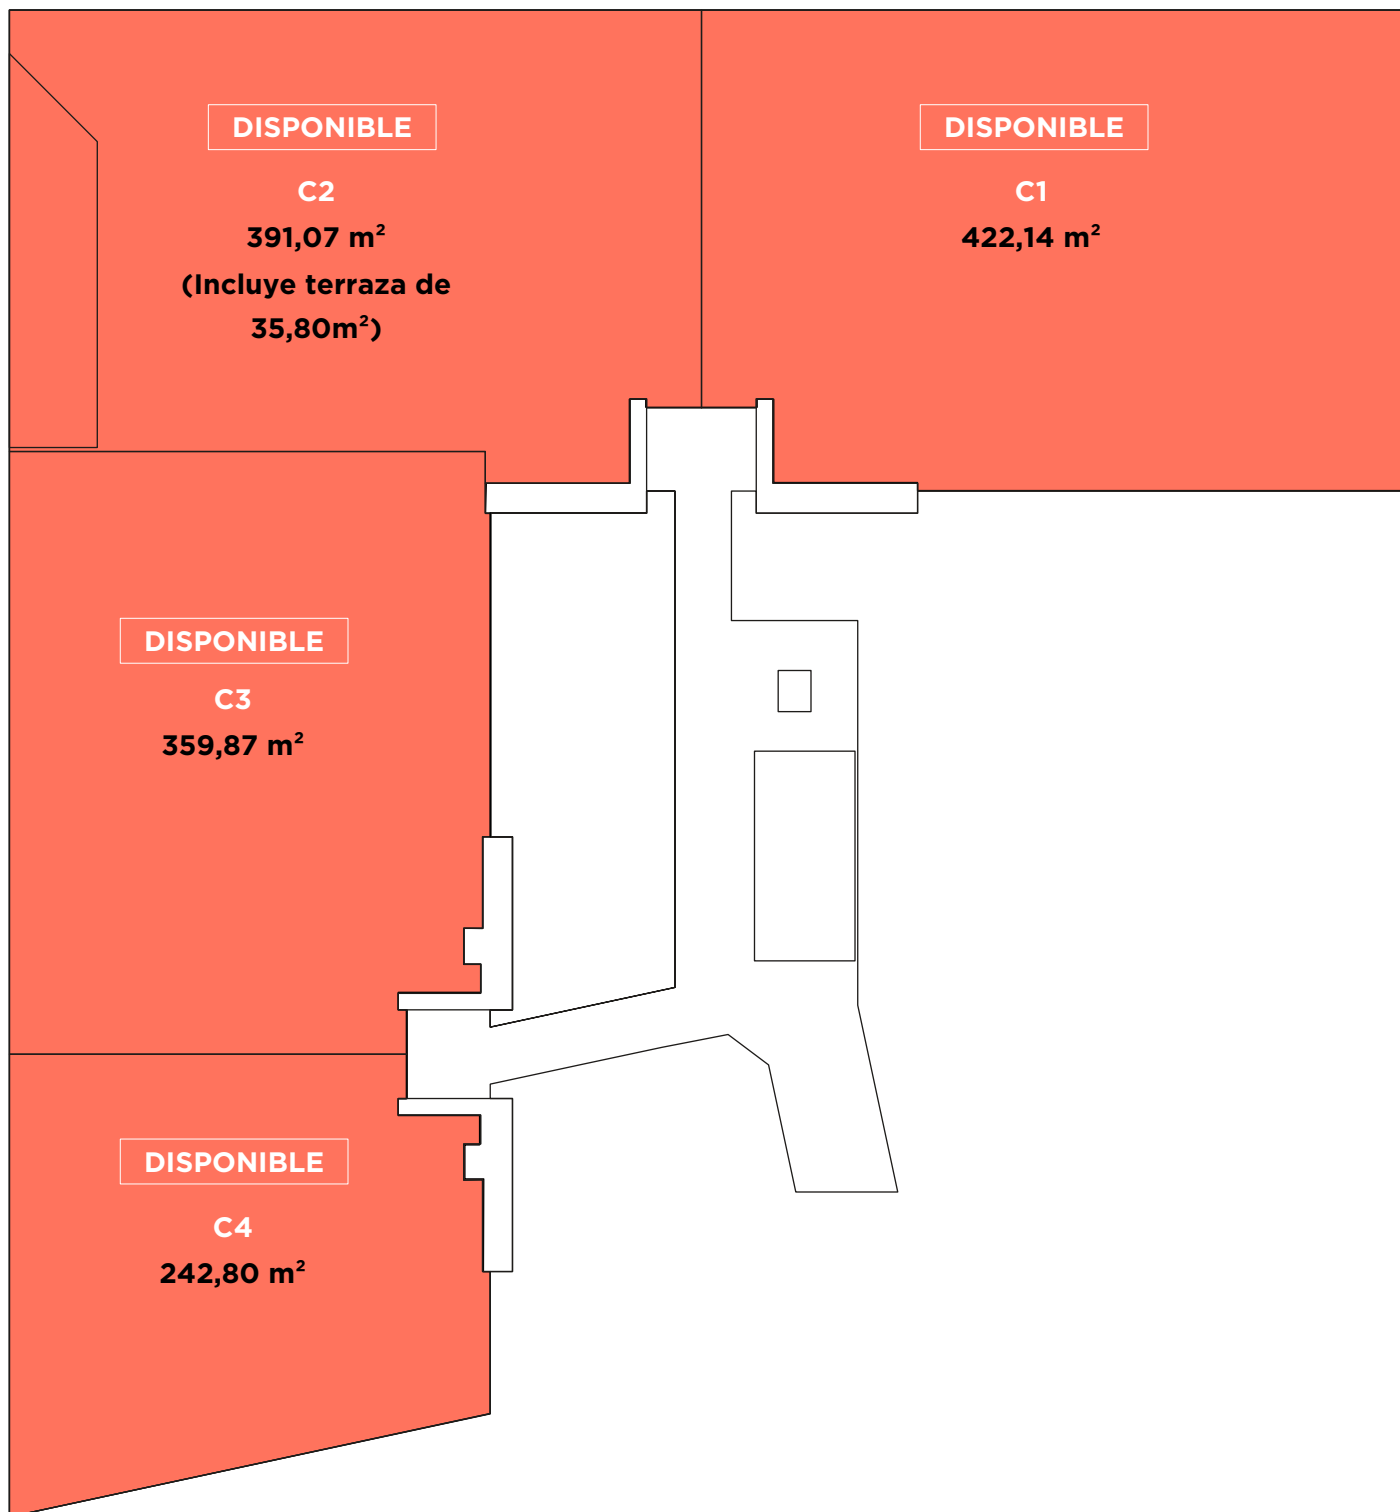 DISPONIBLE
C2
391,07 m²
(Incluye terraza de
35,80m²)
DISPONIBLE
C1
422,14 m²
DISPONIBLE
C3
359,87 m²
DISPONIBLE
C4
242,80 m²